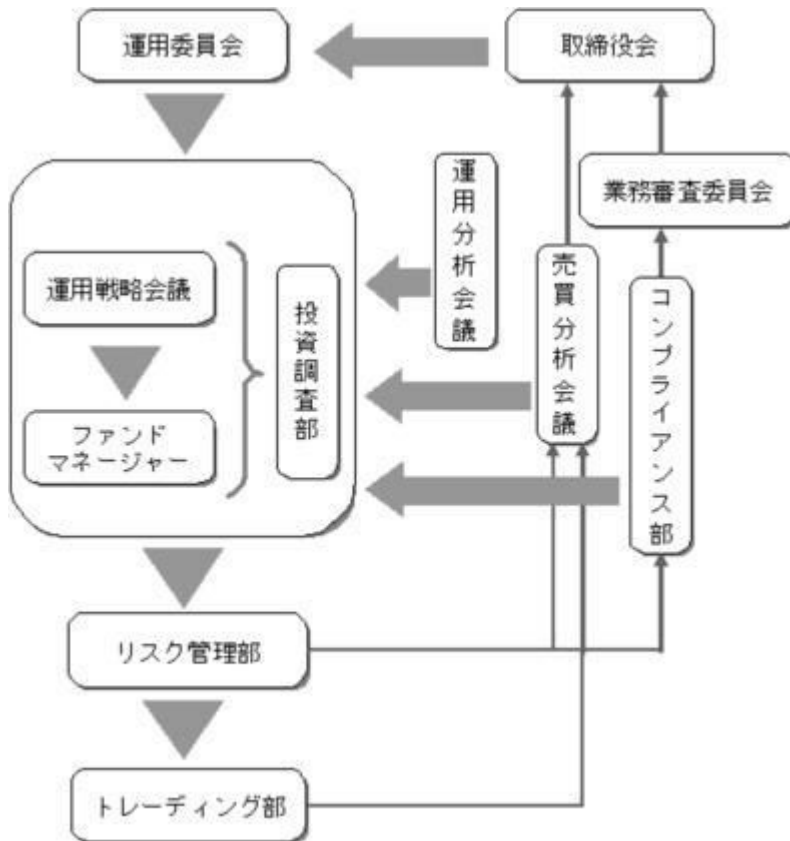 運用委員会
取締役会
運用分析会議
業務審査委員会
運用戦略会議
投資調査部
売買分析会議
コンプライアンス部
ファンド
マネージャー
リスク管理部
トレーディング部